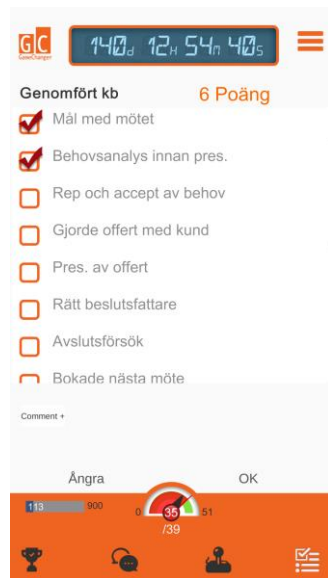 GC
GameChanger
140d 12H 54m 40s
Genomfört kb
6 Poäng
Mål med mötet
Behovsanalys innan pres.
Rep och accept av behov
Gjorde offert med kund
Pres. av offert
Rätt beslutsfattare
Avslutsförsök
Bokade nästa möte
Comment +
Ångra
OK
113
900
0
35
51
/39